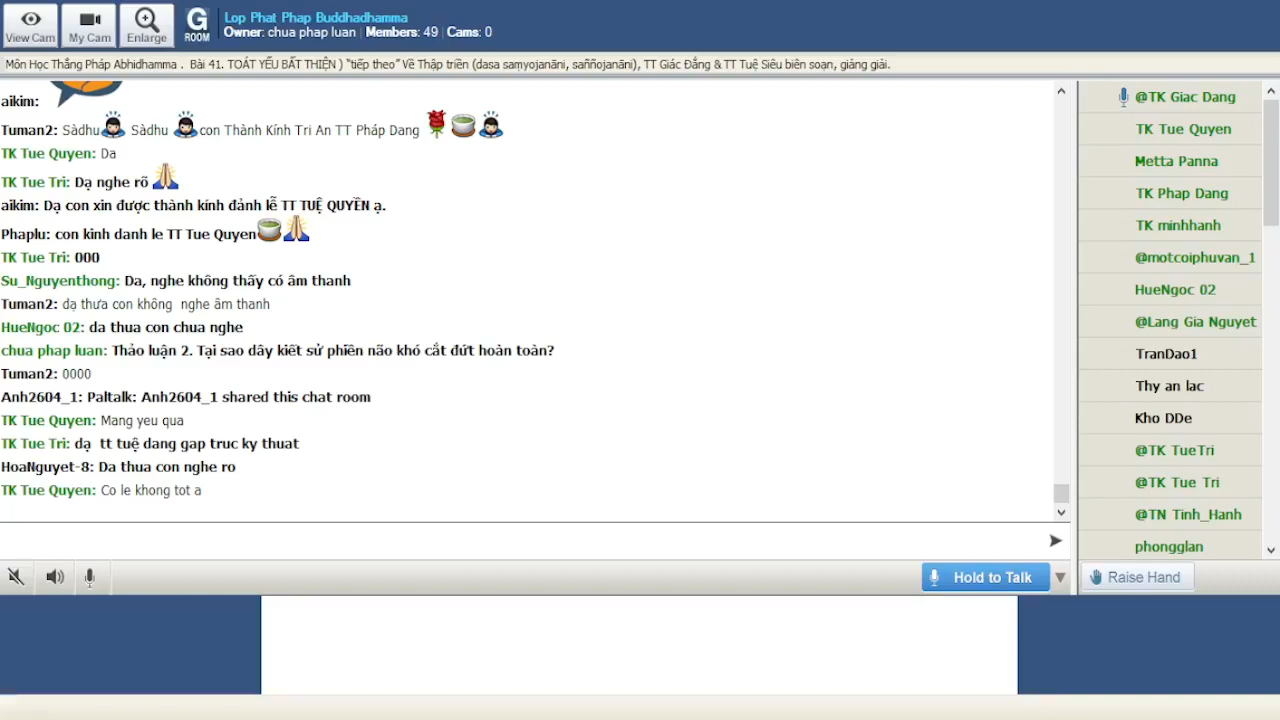 View Cam
My Cam
Enlarge
G
ROOM
Lop Phat Phap Buddhadhamma
Owner: chua phap luan | Members: 49 | Cams: 0
Môn Học Thắng Pháp Abhidhamma . Bài 41. TOÁT YẾU BẤT THIỆN ) "tiếp theo" Về Thập triền (dasa saṃyojanāni, saññojanāni), TT Giác Đẳng & TT Tuệ Siêu biên soạn, giảng giải.
aikim:
Tuman2: Sàdhu Sàdhu con Thành Kính Tri An TT Pháp Dang
TK Tue Quyen: Da
TK Tue Tri: Dạ nghe rõ
aikim: Dạ con xin được thành kính đảnh lễ TT TUỆ QUYỀN ạ.
Phaplu: con kinh danh le TT Tue Quyen
TK Tue Tri: 000
Su_Nguyenthong: Da, nghe không thấy có âm thanh
Tuman2: dạ thưa con không nghe âm thanh
HueNgoc 02: da thua con chua nghe
chua phap luan: Thảo luận 2. Tại sao dây kiết sử phiền não khó cắt đứt hoàn toàn?
Tuman2: 0000
Anh2604_1: Paltalk: Anh2604_1 shared this chat room
TK Tue Quyen: Mang yeu qua
TK Tue Tri: dạ tt tuệ dang gap truc ky thuat
HoaNguyet-8: Da thua con nghe ro
TK Tue Quyen: Co le khong tot a
Hold to Talk
@TK Giac Dang
TK Tue Quyen
Metta Panna
TK Phap Dang
TK minhhanh
@motcoiphuvan_1
HueNgoc 02
@Lang Gia Nguyet
TranDao1
Thy an lac
Kho DDe
@TK TueTri
@TK Tue Tri
@TN Tinh_Hanh
phongglan
Raise Hand